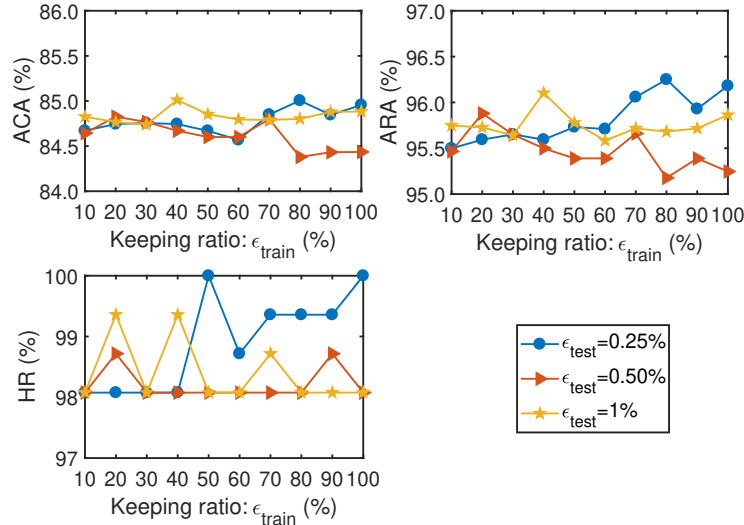 86.0
85.0
84.5
84.0
ACA (%)
10 20 30 40 50 60 70 80 90 100
Keeping ratio: ϵtrain (%)
97.0
96.5
96.0
95.5
95.0
ARA (%)
10 20 30 40 50 60 70 80 90 100
Keeping ratio: ϵtrain (%)
100
99
98
97
HR (%)
10 20 30 40 50 60 70 80 90 100
Keeping ratio: ϵtrain (%)
ϵtest=0.25%
ϵtest=0.50%
ϵtest=1%